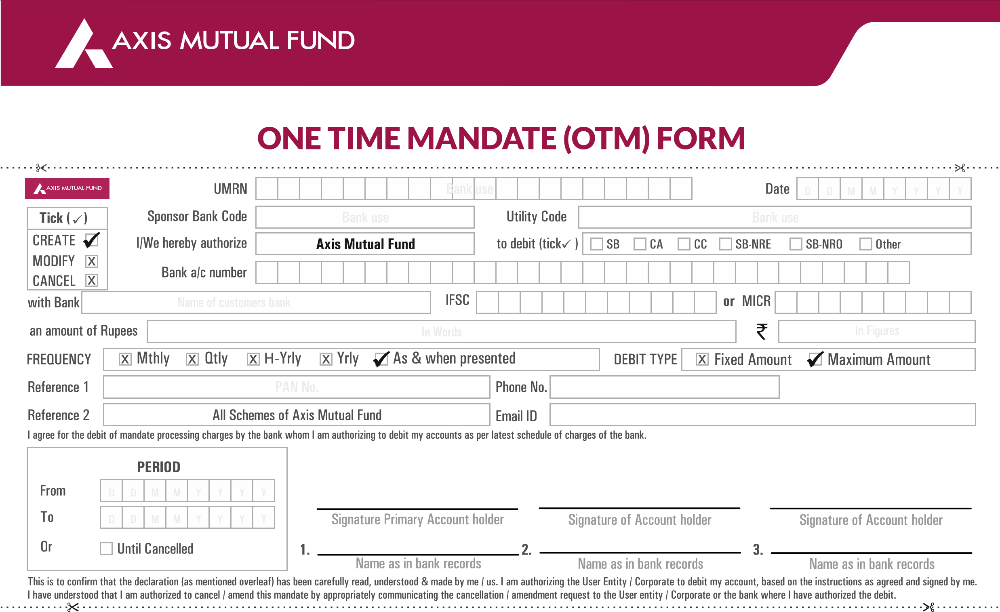 AXIS MUTUAL FUND
ONE TIME MANDATE (OTM) FORM
AXIS MUTUAL FUND
UMRN Bank use Date D D M M Y Y Y Y
Tick (✓)
Sponsor Bank Code Bank use Utility Code Bank use
CREATE ✓ I/We hereby authorize Axis Mutual Fund to debit (tick✓ ) SB CA CC SB-NRE SB-NRO Other
MODIFY X
Bank a/c number
CANCEL X
with Bank Name of customers bank IFSC or MICR
an amount of Rupees In Words ₹ In Figures
FREQUENCY X Mthly X Qtly X H-Yrly X Yrly ✓ As & when presented DEBIT TYPE X Fixed Amount ✓ Maximum Amount
Reference 1 PAN No. Phone No.
Reference 2 All Schemes of Axis Mutual Fund Email ID
I agree for the debit of mandate processing charges by the bank whom I am authorizing to debit my accounts as per latest schedule of charges of the bank.
PERIOD
From D D M M Y Y Y Y
To D D M M Y Y Y Y
Or Until Cancelled
Signature Primary Account holder Signature of Account holder Signature of Account holder
1. 2. 3.
Name as in bank records Name as in bank records Name as in bank records
This is to confirm that the declaration (as mentioned overleaf) has been carefully read, understood & made by me / us. I am authorizing the User Entity / Corporate to debit my account, based on the instructions as agreed and signed by me.
I have understood that I am authorized to cancel / amend this mandate by appropriately communicating the cancellation / amendment request to the User entity / Corporate or the bank where I have authorized the debit.